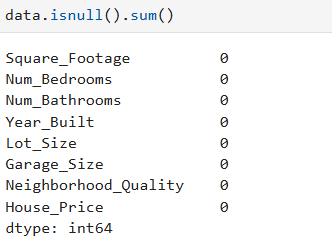 data.isnull().sum()
Square_Footage 0
Num_Bedrooms 0
Num_Bathrooms 0
Year_Built 0
Lot_Size 0
Garage_Size 0
Neighborhood_Quality 0
House_Price 0
dtype: int64